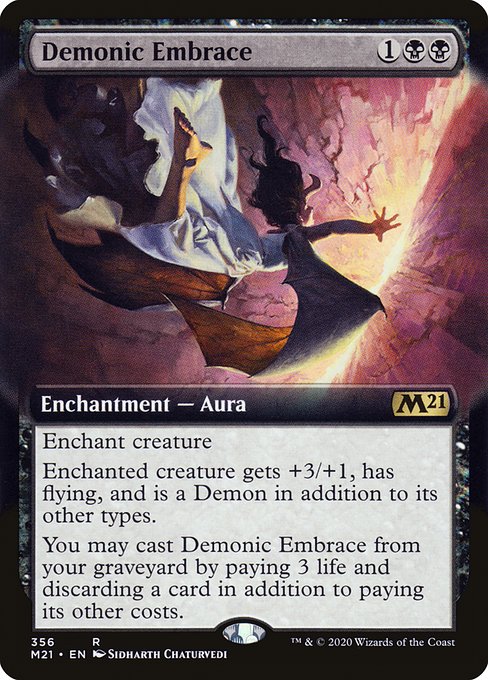 Demonic Embrace 1
Enchantment — Aura M21
Enchant creature
Enchanted creature gets +3/+1, has
flying, and is a Demon in addition to its
other types.
You may cast Demonic Embrace from
your graveyard by paying 3 life and
discarding a card in addition to paying
its other costs.
356 R ™ & © 2020 Wizards of the Coast
M21 • EN Sidharth Chaturvedi